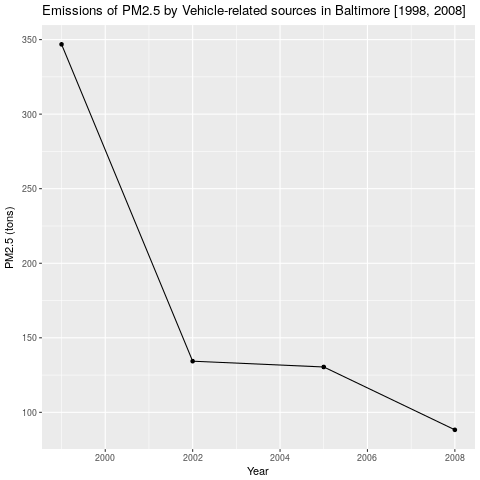 Emissions of PM2.5 by Vehicle-related sources in Baltimore [1998, 2008]
350
300
250
200
150
100
PM2.5 (tons)
2000 2002 2004 2006 2008
Year